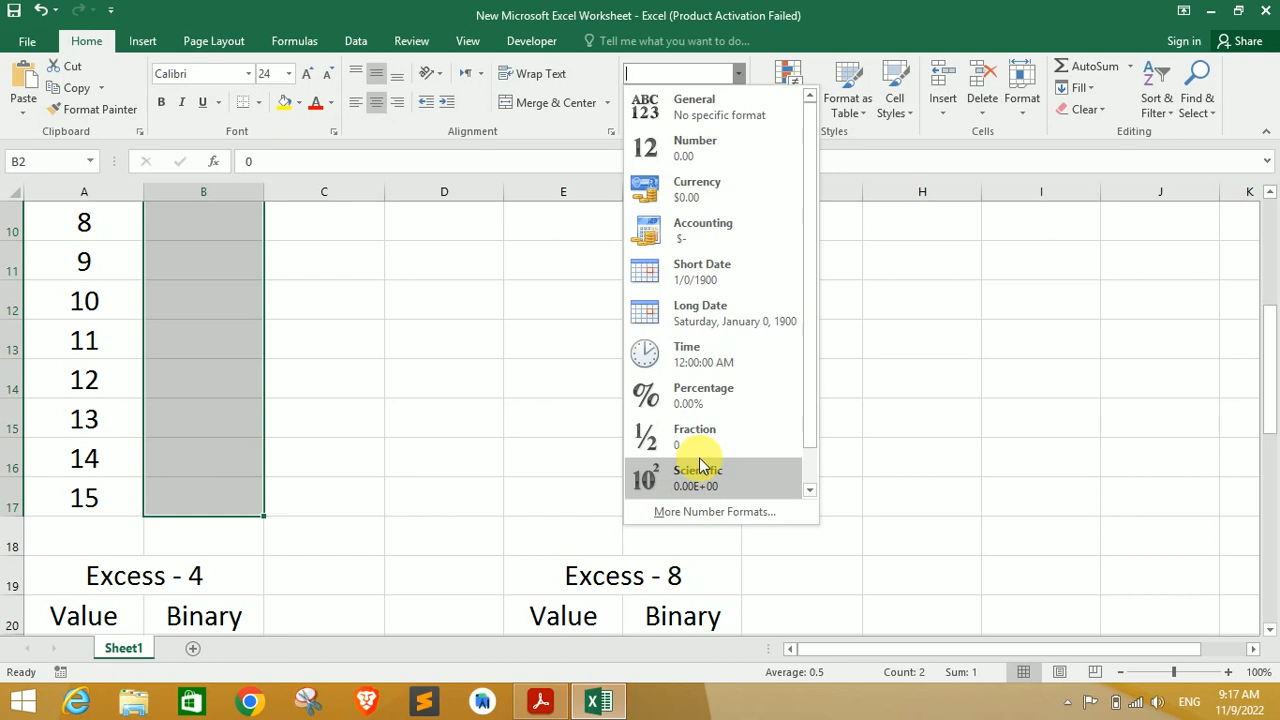 New Microsoft Excel Worksheet - Excel (Product Activation Failed)
File Home Insert Page Layout Formulas Data Review View Developer Tell me what you want to do... Sign in Share
Paste Cut Copy Format Painter
Calibri 24
B I U
Wrap Text
Merge & Center
Format as Table Cell Styles
Insert Delete Format
AutoSum Fill Clear
Sort & Filter Find & Select
Clipboard Font Alignment Styles Cells Editing
B2 fx 0
A B C D E H I J K
10 8
11 9
12 10
13 11
14 12
15 13
16 14
17 15
18
19 Excess - 4 Excess - 8
20 Value Binary Value Binary
ABC 123 General
No specific format
12 Number
0.00
Currency
$0.00
Accounting
$-
Short Date
1/0/1900
Long Date
Saturday, January 0, 1900
Time
12:00:00 AM
% Percentage
0.00%
½ Fraction
0
10² Scientific
0.00E+00
More Number Formats...
Sheet1
Ready Average: 0.5 Count: 2 Sum: 1 100%
ENG 9:17 AM
11/9/2022